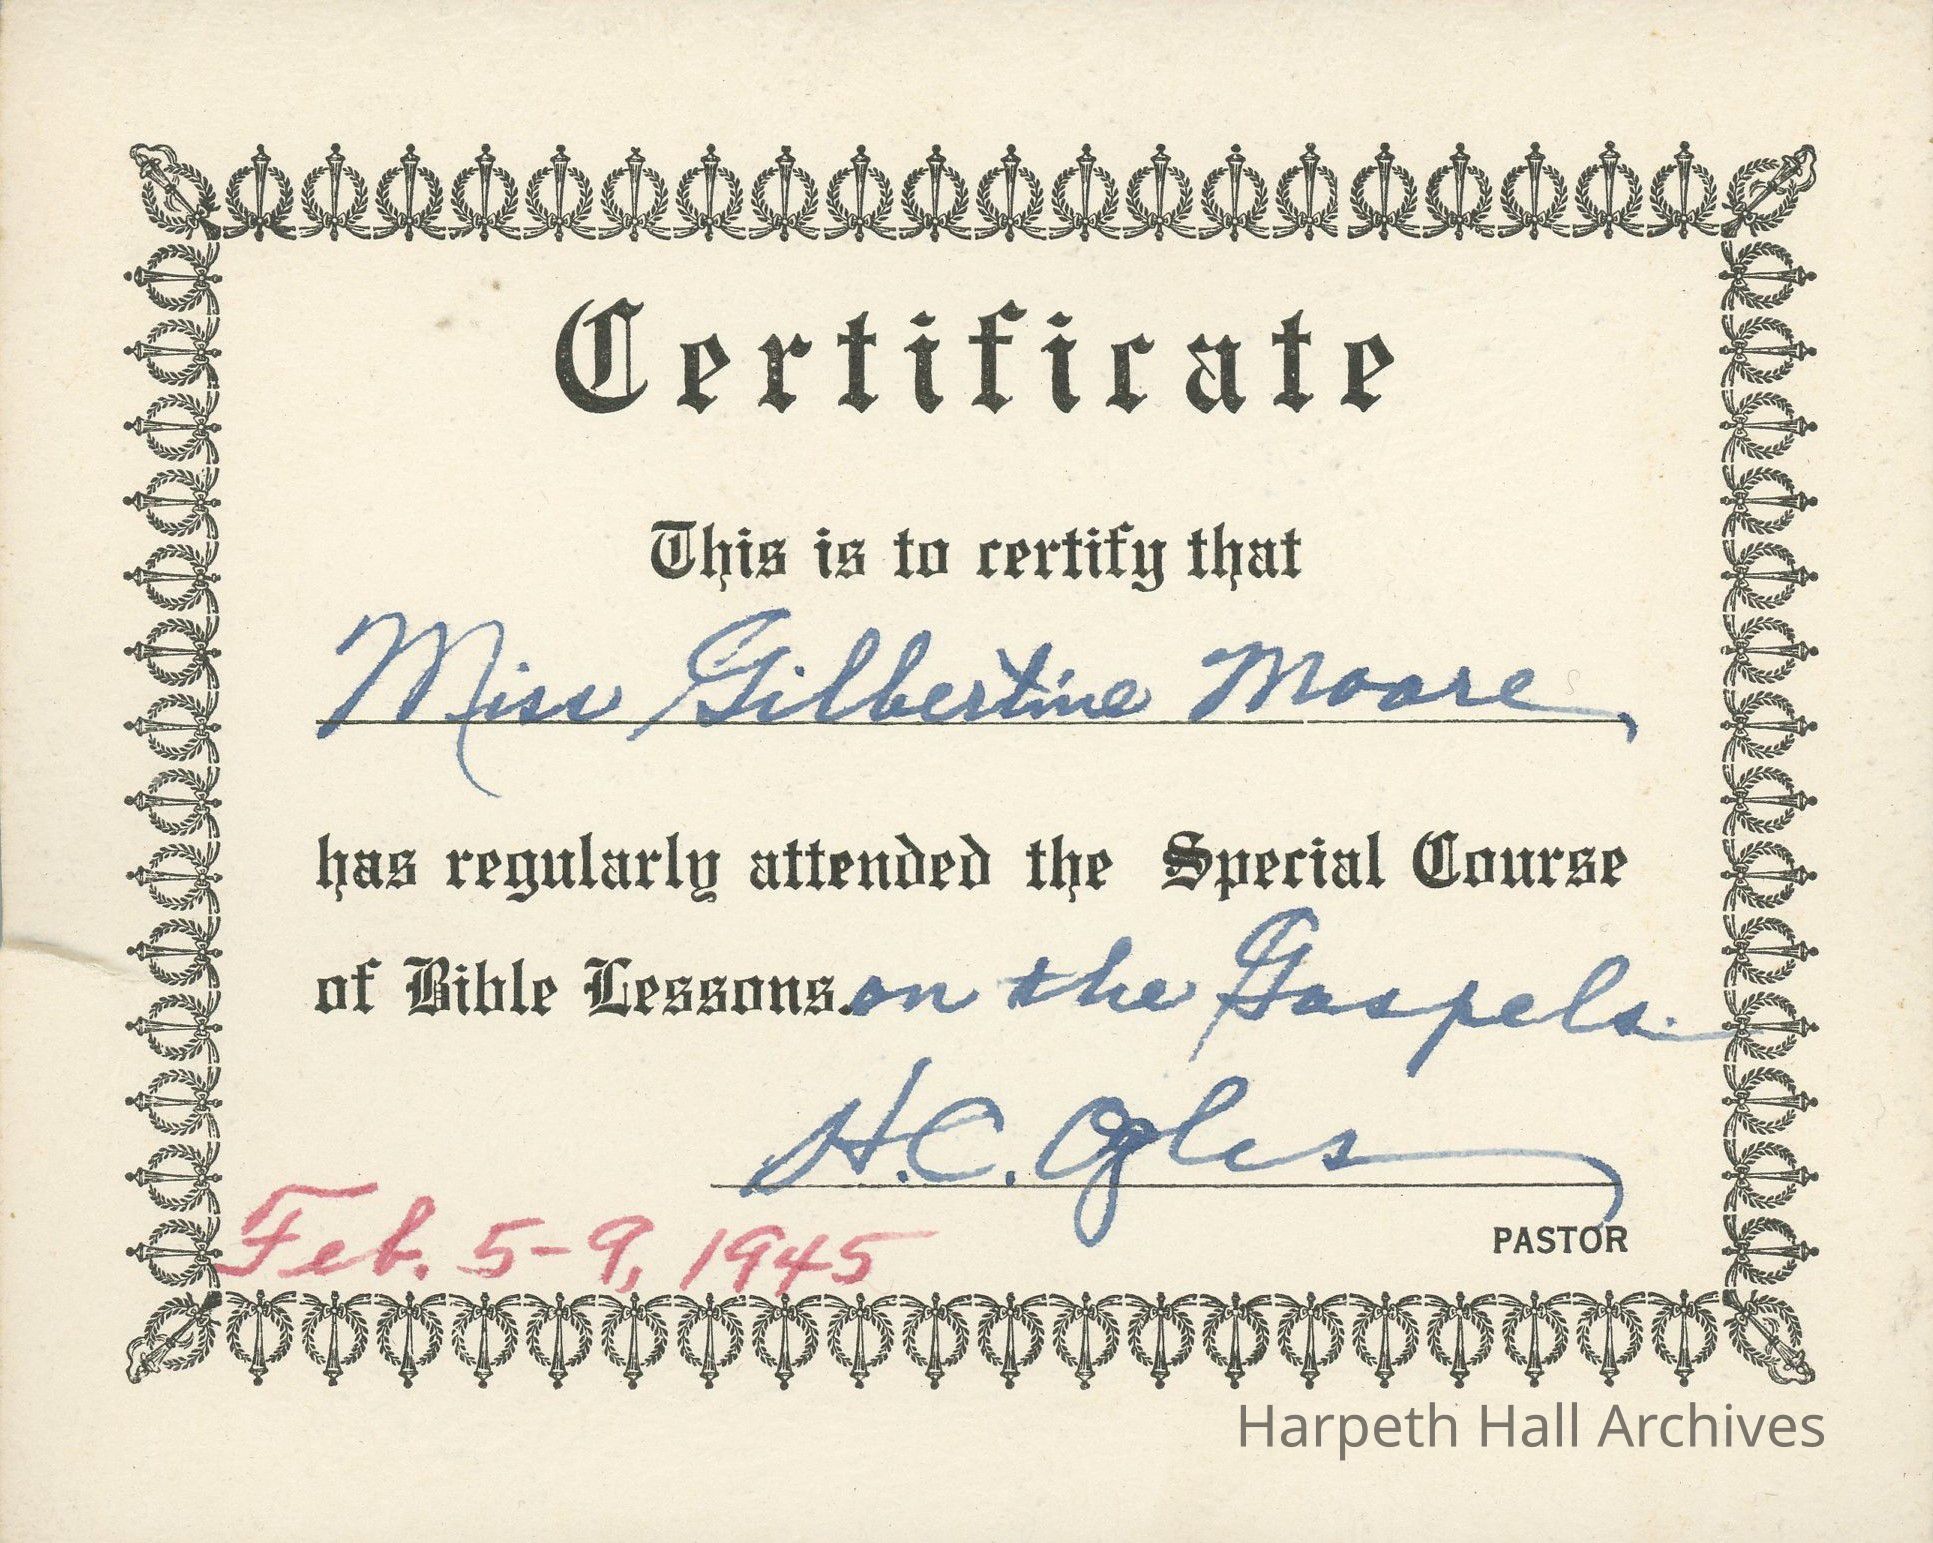 Certificate
This is to certify that
Miss Gilbertine Moore
has regularly attended the Special Course
of Bible Lessons. on the Gospels.
H. C. Ogles
PASTOR
Feb. 5-9, 1945
Harpeth Hall Archives